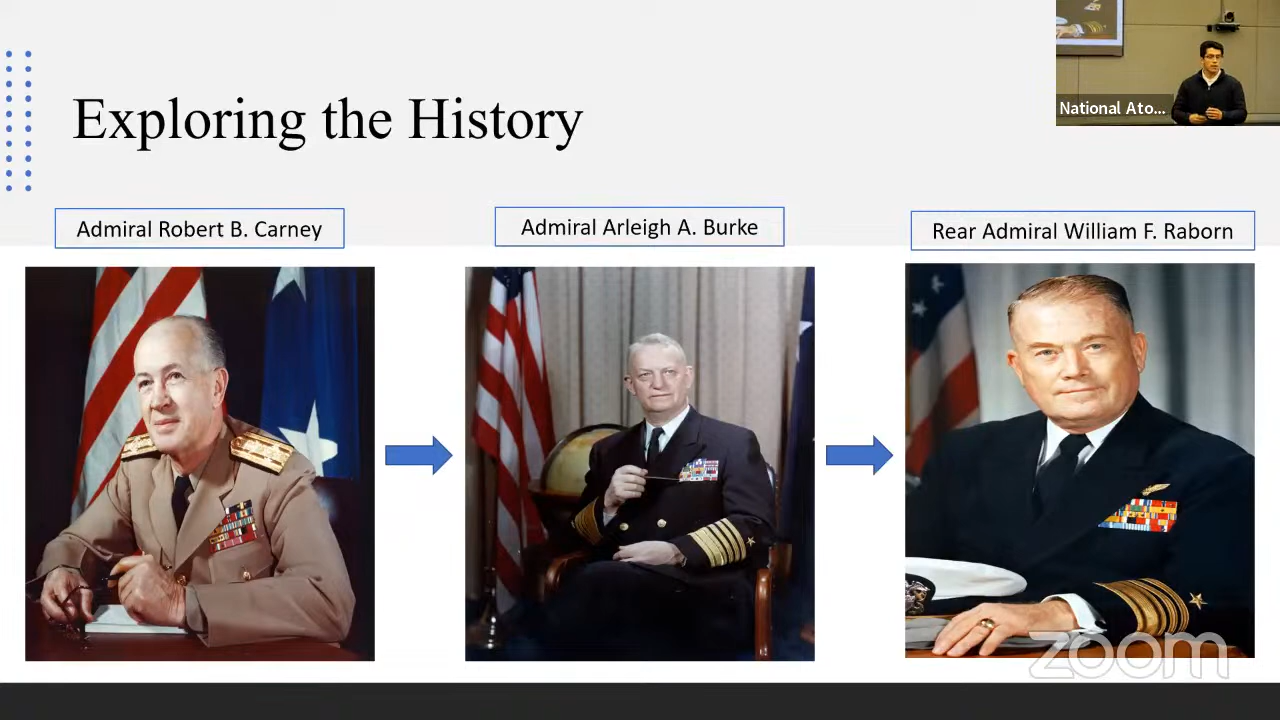 Exploring the History
National Ato...
Admiral Robert B. Carney
Admiral Arleigh A. Burke
Rear Admiral William F. Raborn
zoom